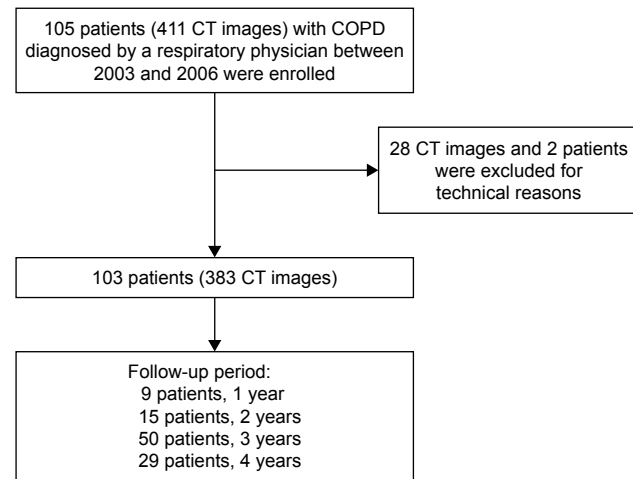 105 patients (411 CT images) with COPD
diagnosed by a respiratory physician between
2003 and 2006 were enrolled
28 CT images and 2 patients
were excluded for
technical reasons
103 patients (383 CT images)
Follow-up period:
9 patients, 1 year
15 patients, 2 years
50 patients, 3 years
29 patients, 4 years